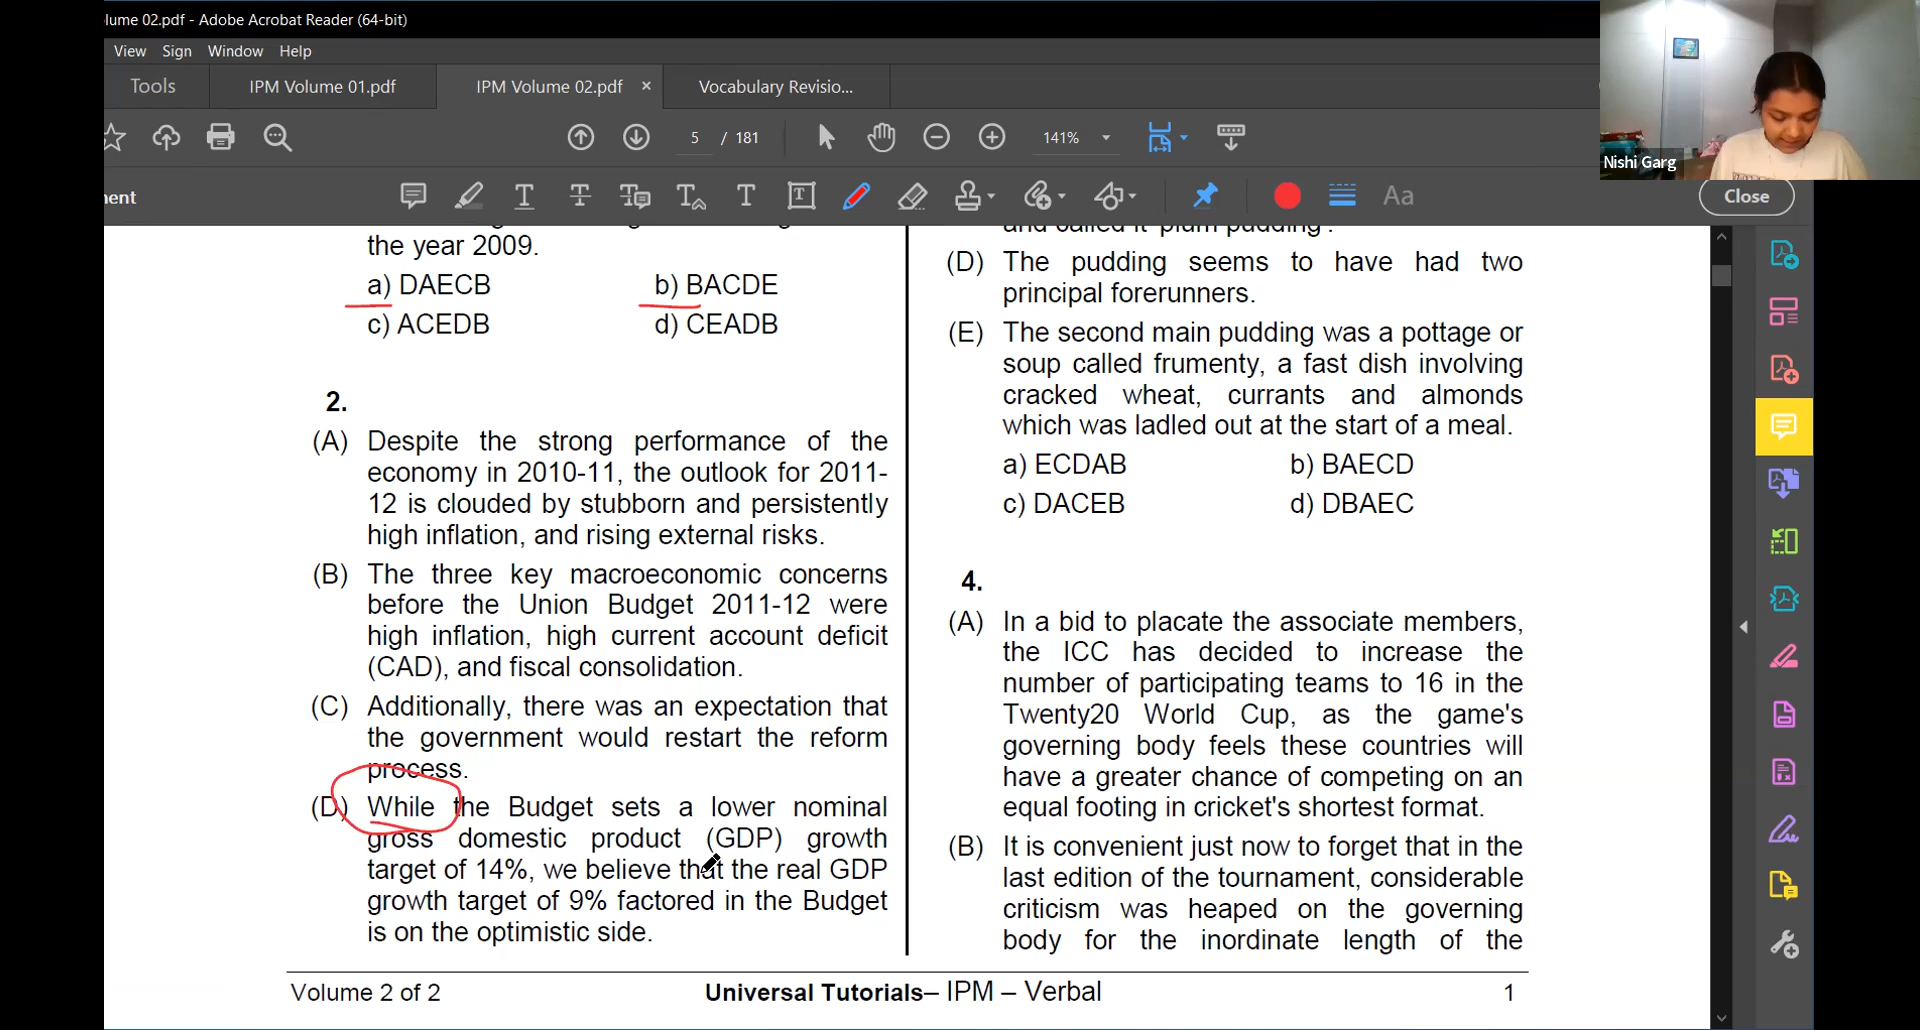 lume 02.pdf - Adobe Acrobat Reader (64-bit)
View Sign Window Help
Tools IPM Volume 01.pdf IPM Volume 02.pdf × Vocabulary Revisio...
5 / 181 141%
Nishi Garg
ent Aa Close
the year 2009.
a) DAECB b) BACDE
c) ACEDB d) CEADB
2.
(A) Despite the strong performance of the
economy in 2010-11, the outlook for 2011-
12 is clouded by stubborn and persistently
high inflation, and rising external risks.
(B) The three key macroeconomic concerns
before the Union Budget 2011-12 were
high inflation, high current account deficit
(CAD), and fiscal consolidation.
(C) Additionally, there was an expectation that
the government would restart the reform
process.
(D) While the Budget sets a lower nominal
gross domestic product (GDP) growth
target of 14%, we believe that the real GDP
growth target of 9% factored in the Budget
is on the optimistic side.
and called it 'plum pudding'.
(D) The pudding seems to have had two
principal forerunners.
(E) The second main pudding was a pottage or
soup called frumenty, a fast dish involving
cracked wheat, currants and almonds
which was ladled out at the start of a meal.
a) ECDAB b) BAECD
c) DACEB d) DBAEC
4.
(A) In a bid to placate the associate members,
the ICC has decided to increase the
number of participating teams to 16 in the
Twenty20 World Cup, as the game's
governing body feels these countries will
have a greater chance of competing on an
equal footing in cricket's shortest format.
(B) It is convenient just now to forget that in the
last edition of the tournament, considerable
criticism was heaped on the governing
body for the inordinate length of the
Volume 2 of 2 Universal Tutorials– IPM – Verbal 1